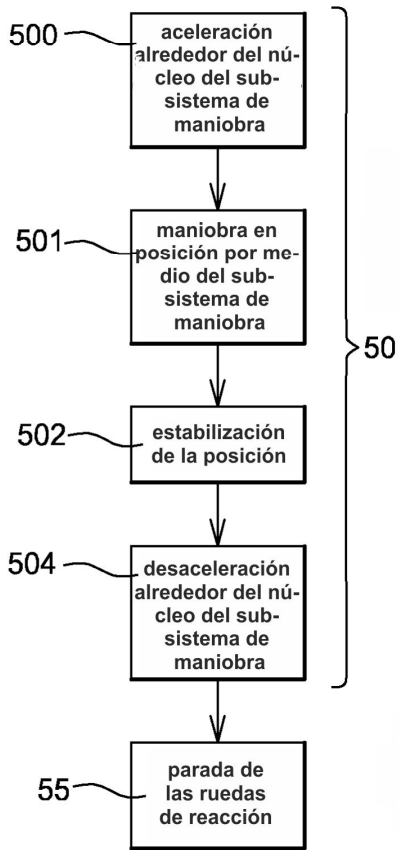 500
aceleración
alrededor del nú-
cleo del sub-
sistema de
maniobra
501
maniobra en
posición por me-
dio del sub-
sistema de
maniobra
50
502
estabilización
de la posición
504
desaceleración
alrededor del nú-
cleo del sub-
sistema de
maniobra
55
parada de
las ruedas
de reacción